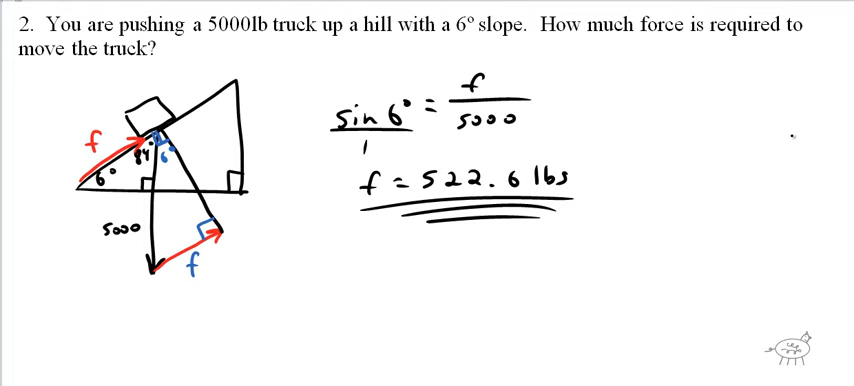 2. You are pushing a 5000lb truck up a hill with a 6° slope. How much force is required to
move the truck?
f
84°
6°
6°
5000
f
sin 6° = f
1 5000
f = 522.6 lbs